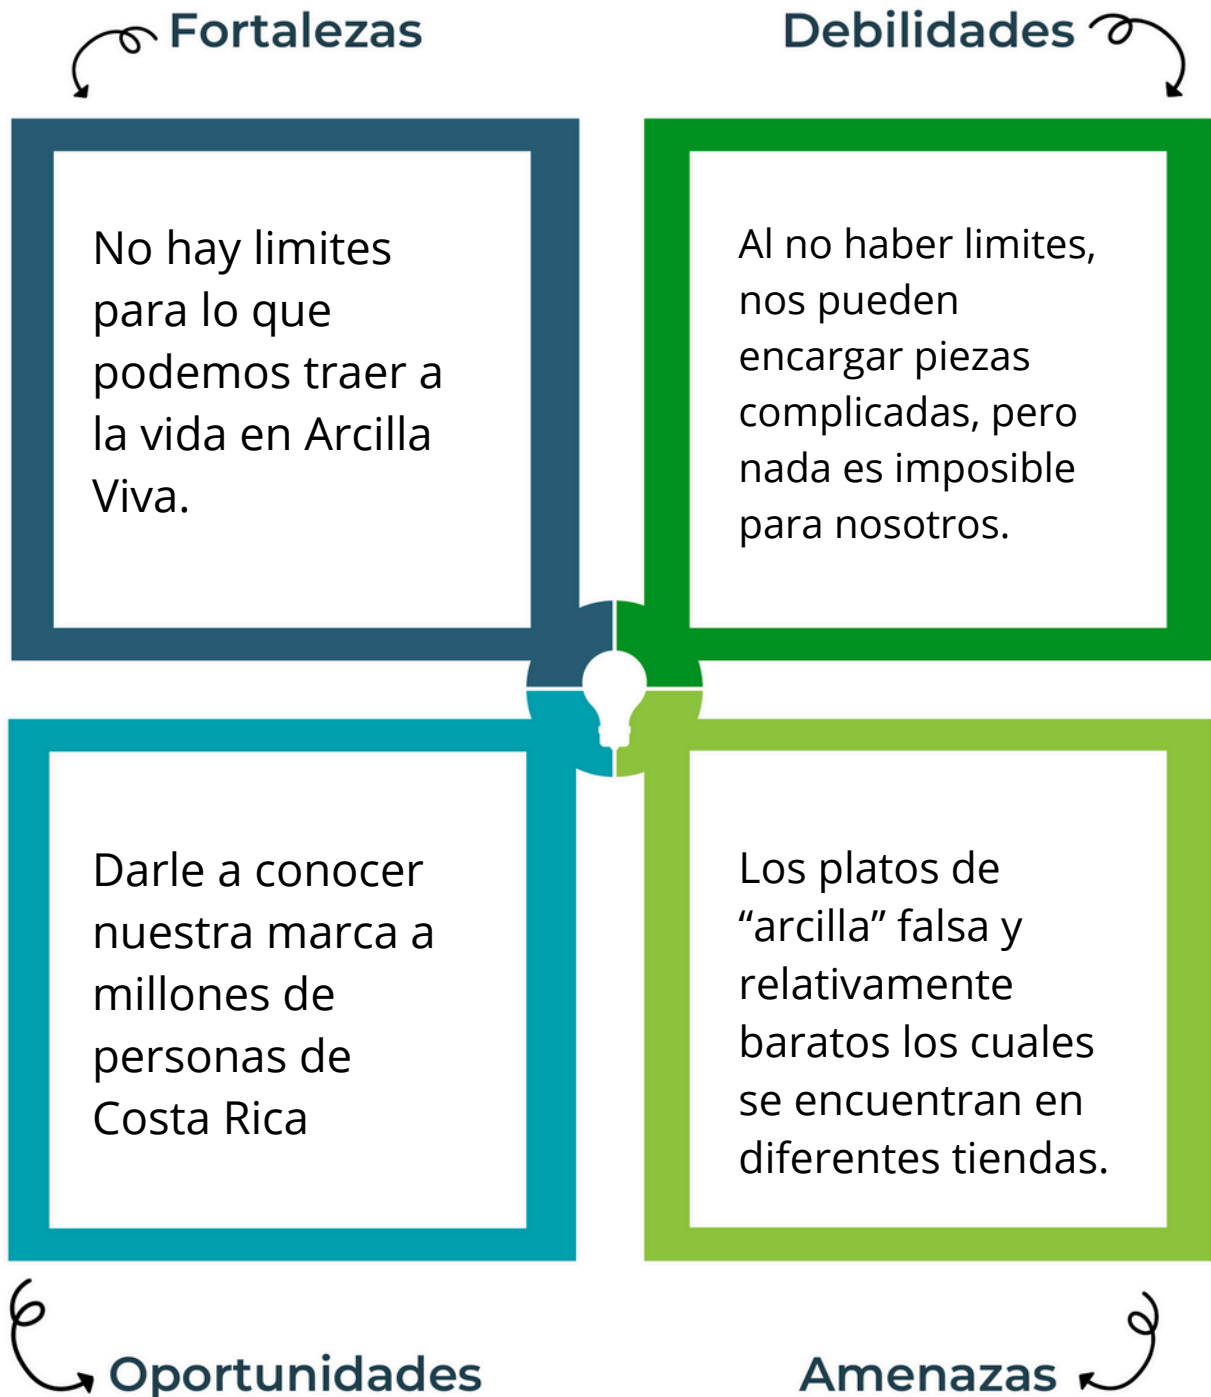 Fortalezas
Debilidades
No hay limites
para lo que
podemos traer a
la vida en Arcilla
Viva.
Al no haber limites,
nos pueden
encargar piezas
complicadas, pero
nada es imposible
para nosotros.
Darle a conocer
nuestra marca a
millones de
personas de
Costa Rica
Los platos de
“arcilla” falsa y
relativamente
baratos los cuales
se encuentran en
diferentes tiendas.
Oportunidades
Amenazas